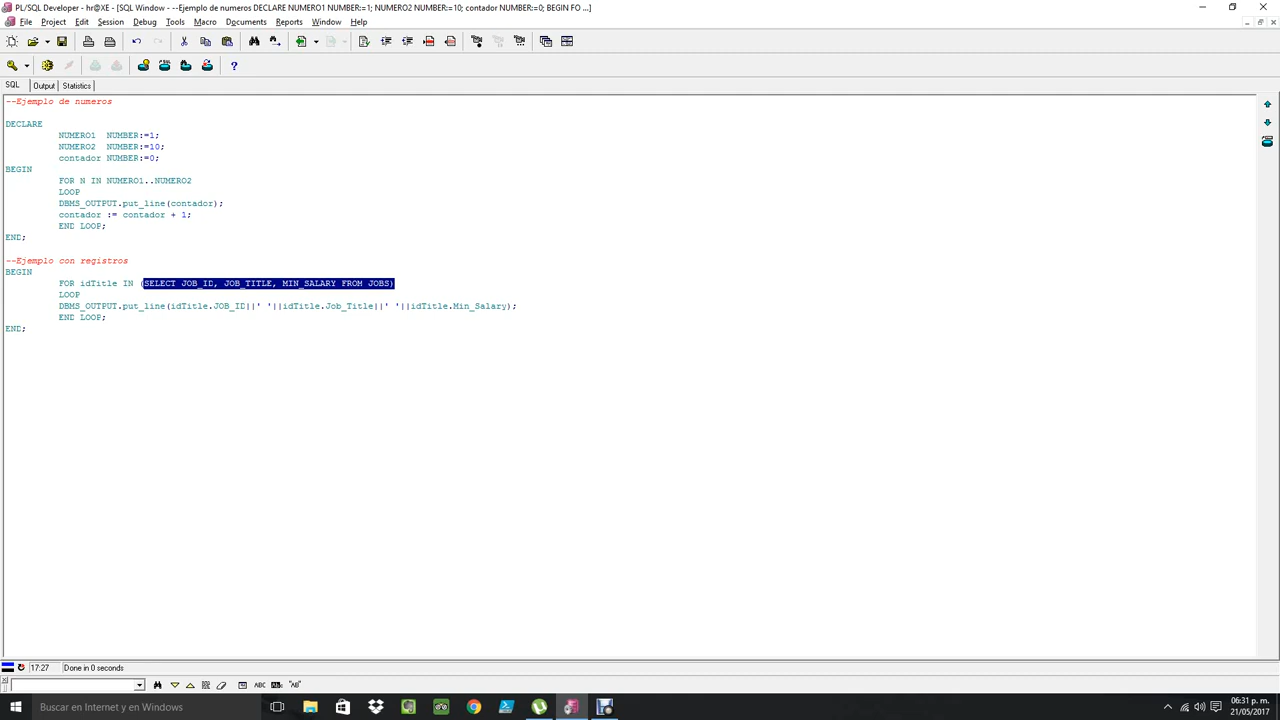 PL/SQL Developer - hr@XE - [SQL Window - --Ejemplo de numeros DECLARE NUMERO1 NUMBER:=1; NUMERO2 NUMBER:=10; contador NUMBER:=0; BEGIN FO ...]
File Project Edit Session Debug Tools Macro Documents Reports Window Help
SQL Output Statistics
--Ejemplo de numeros
DECLARE
NUMERO1 NUMBER:=1;
NUMERO2 NUMBER:=10;
contador NUMBER:=0;
BEGIN
FOR N IN NUMERO1..NUMERO2
LOOP
DBMS_OUTPUT.put_line(contador);
contador := contador + 1;
END LOOP;
END;
--Ejemplo con registros
BEGIN
FOR idTitle IN (SELECT JOB_ID, JOB_TITLE, MIN_SALARY FROM JOBS)
LOOP
DBMS_OUTPUT.put_line(idTitle.JOB_ID||' '||idTitle.Job_Title||' '||idTitle.Min_Salary);
END LOOP;
END;
17:27 Done in 0 seconds
ABC "AB"
Buscar en Internet y en Windows
06:31 p. m.
21/05/2017